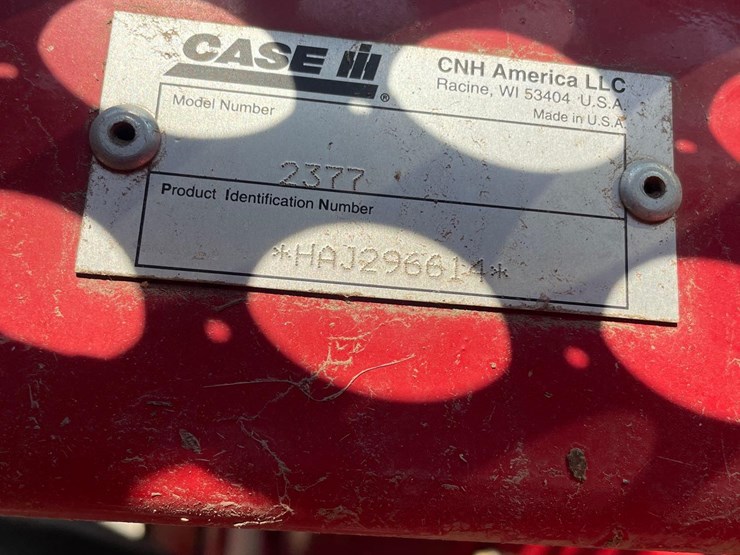 CASE IH®
CNH America LLC
Racine, WI 53404 U.S.A.
Made in U.S.A.
Model Number
2377
Product Identification Number
*HAJ296614*